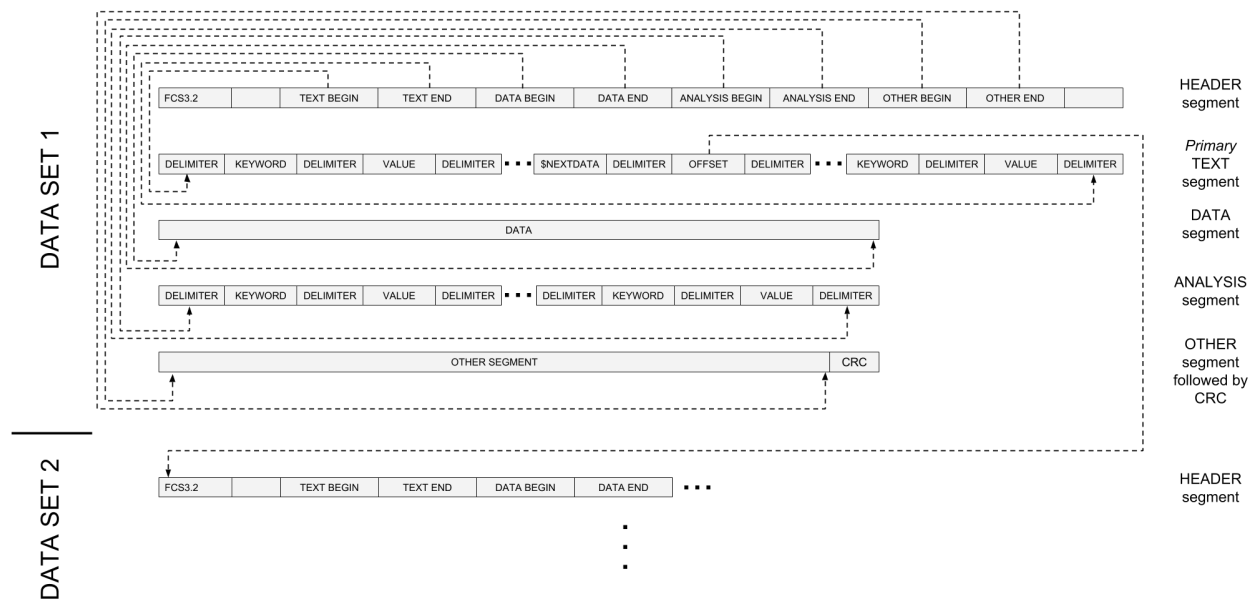 DATA SET 1
FCS3.2 TEXT BEGIN TEXT END DATA BEGIN DATA END ANALYSIS BEGIN ANALYSIS END OTHER BEGIN OTHER END
HEADER
segment
DELIMITER KEYWORD DELIMITER VALUE DELIMITER ... $NEXTDATA DELIMITER OFFSET DELIMITER ... KEYWORD DELIMITER VALUE DELIMITER
Primary
TEXT
segment
DATA
DATA
segment
DELIMITER KEYWORD DELIMITER VALUE DELIMITER ... DELIMITER KEYWORD DELIMITER VALUE DELIMITER
ANALYSIS
segment
OTHER SEGMENT CRC
OTHER
segment
followed by
CRC
DATA SET 2
FCS3.2 TEXT BEGIN TEXT END DATA BEGIN DATA END ...
HEADER
segment